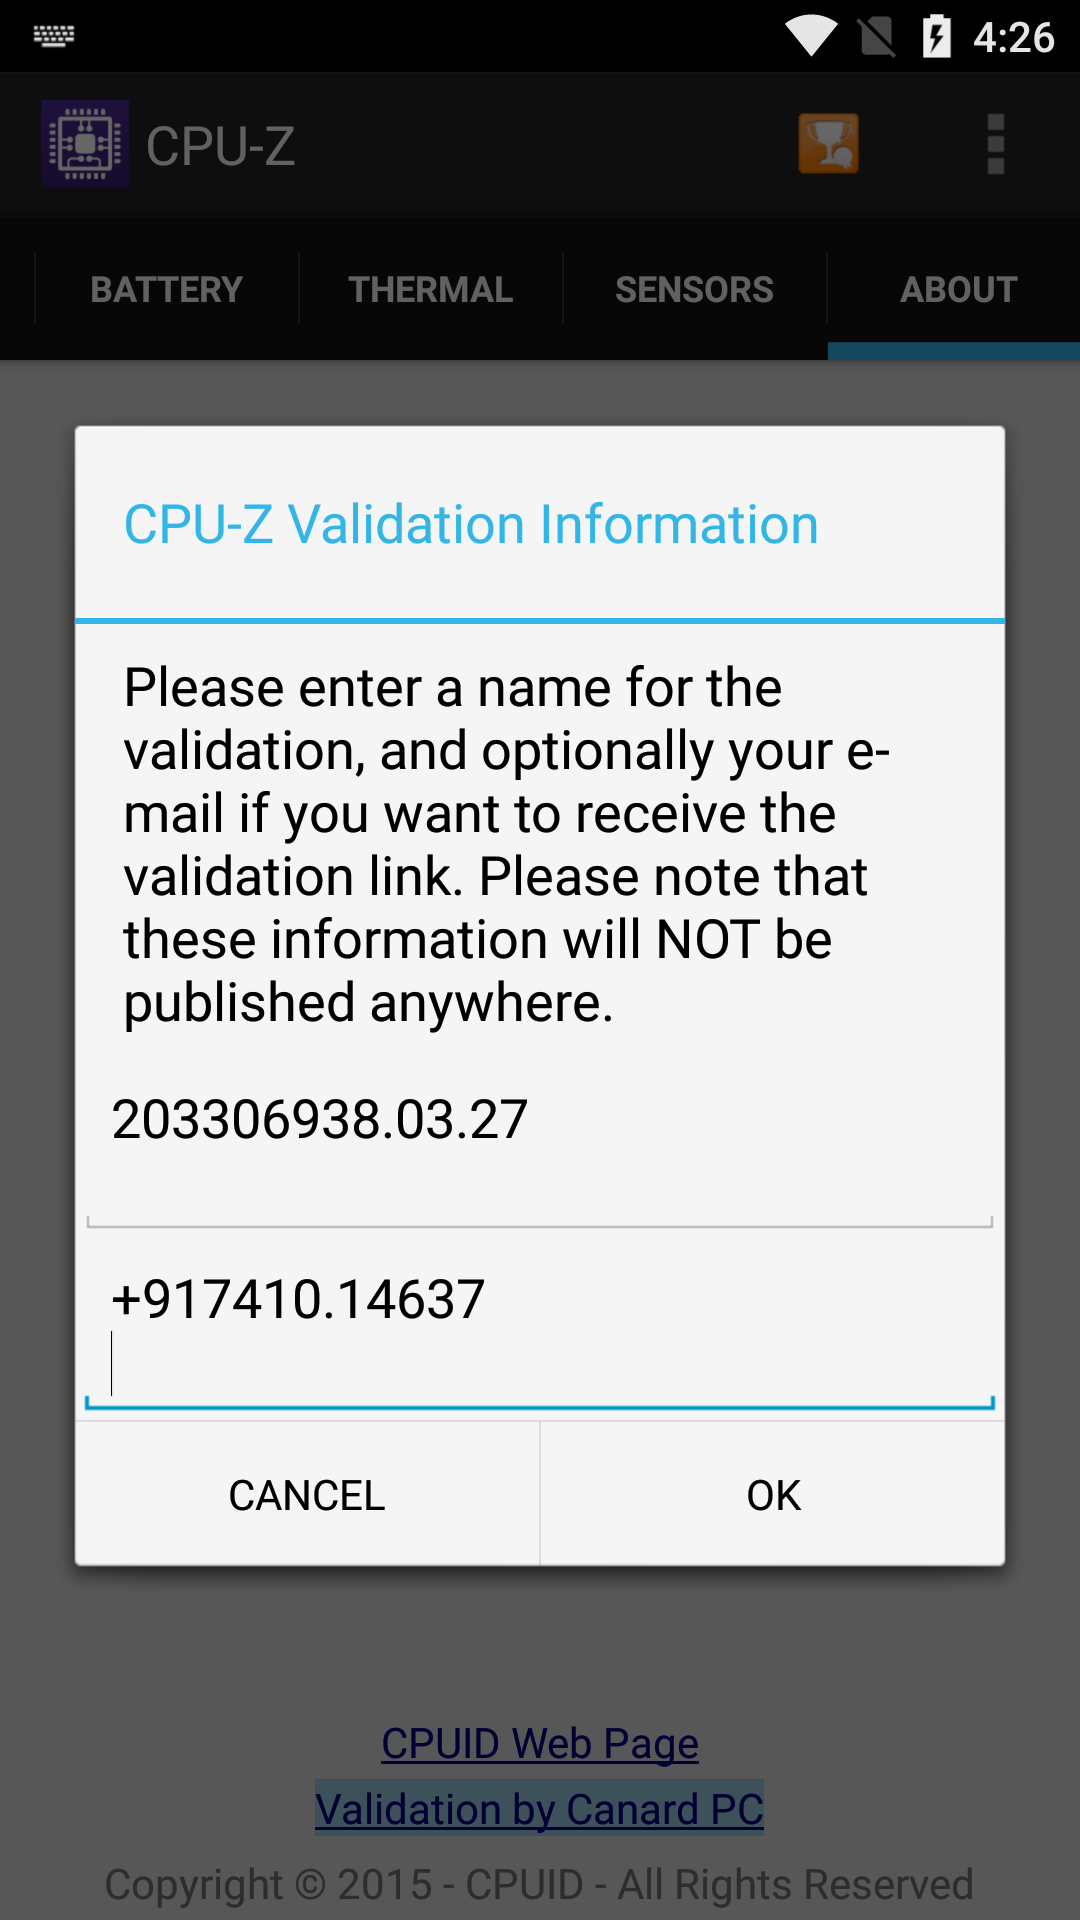 4:26
CPU-Z
BATTERY THERMAL SENSORS ABOUT
CPU-Z Validation Information
Please enter a name for the
validation, and optionally your e-
mail if you want to receive the
validation link. Please note that
these information will NOT be
published anywhere.
203306938.03.27
+917410.14637
CANCEL OK
CPUID Web Page
Validation by Canard PC
Copyright © 2015 - CPUID - All Rights Reserved